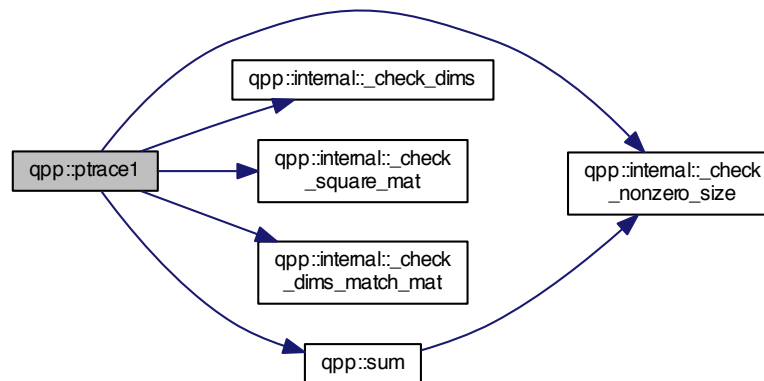 qpp::internal::_check_dims
qpp::ptrace1
qpp::internal::_check
_square_mat
qpp::internal::_check
_nonzero_size
qpp::internal::_check
_dims_match_mat
qpp::sum